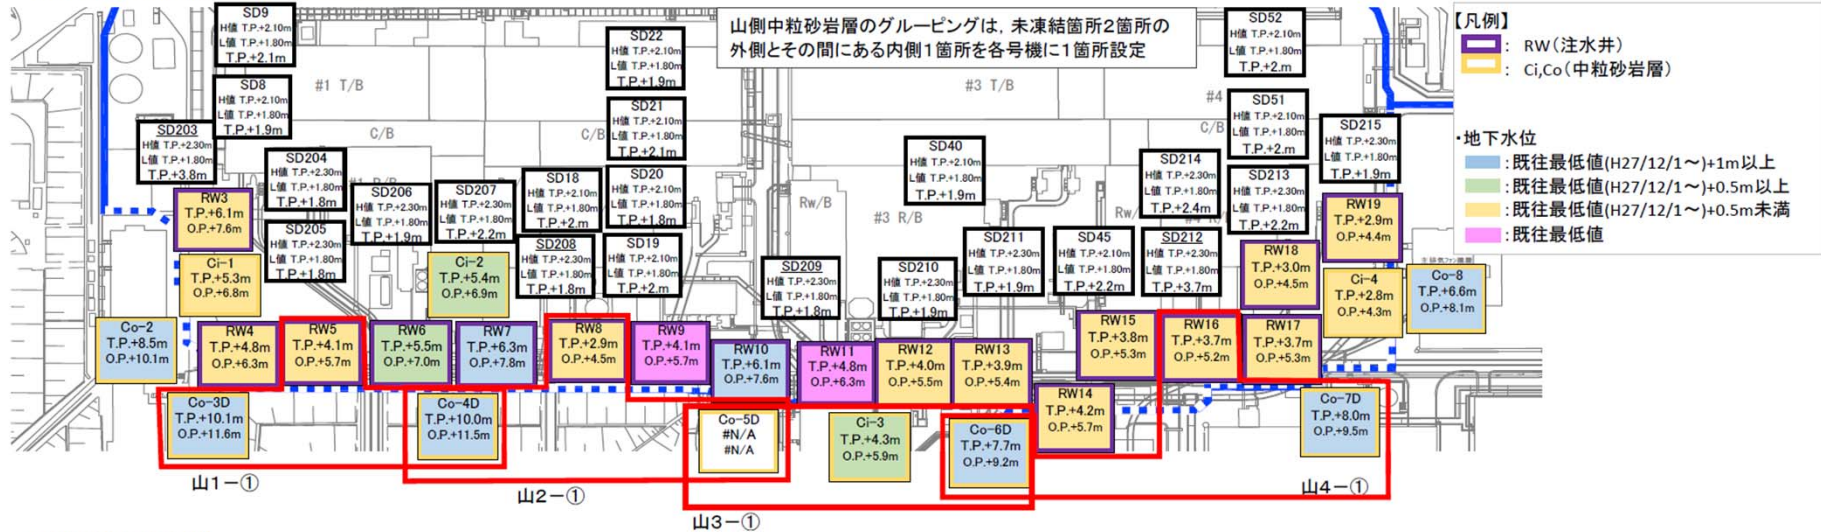 山側中粒砂岩層のグルーピングは，未凍結箇所2箇所の
外側とその間にある内側1箇所を各号機に1箇所設定
【凡例】
： RW（注水井）
： Ci,Co（中粒砂岩層）
・地下水位
：既往最低値(H27/12/1～)+1m以上
：既往最低値(H27/12/1～)+0.5m以上
：既往最低値(H27/12/1～)+0.5m未満
：既往最低値
SD9
H値 T.P.+2.10m
L値 T.P.+1.80m
T.P.+2.1m
SD8
H値 T.P.+2.10m
L値 T.P.+1.80m
T.P.+1.9m
SD203
H値 T.P.+2.30m
L値 T.P.+1.80m
T.P.+3.8m
SD204
H値 T.P.+2.30m
L値 T.P.+1.80m
T.P.+1.8m
SD205
H値 T.P.+2.30m
L値 T.P.+1.80m
T.P.+1.8m
SD206
H値 T.P.+2.30m
L値 T.P.+1.80m
T.P.+1.9m
SD207
H値 T.P.+2.30m
L値 T.P.+1.80m
T.P.+2.2m
SD18
H値 T.P.+2.10m
L値 T.P.+1.80m
T.P.+2.m
SD208
H値 T.P.+2.30m
L値 T.P.+1.80m
T.P.+1.8m
SD22
H値 T.P.+2.10m
L値 T.P.+1.80m
T.P.+1.9m
SD21
H値 T.P.+2.10m
L値 T.P.+1.80m
T.P.+2.1m
SD20
H値 T.P.+2.10m
L値 T.P.+1.80m
T.P.+1.8m
SD19
H値 T.P.+2.10m
L値 T.P.+1.80m
T.P.+2.m
SD209
H値 T.P.+2.30m
L値 T.P.+1.80m
T.P.+1.8m
SD40
H値 T.P.+2.10m
L値 T.P.+1.80m
T.P.+1.9m
SD210
H値 T.P.+2.30m
L値 T.P.+1.80m
T.P.+1.9m
SD211
H値 T.P.+2.30m
L値 T.P.+1.80m
T.P.+1.9m
SD45
H値 T.P.+2.10m
L値 T.P.+1.80m
T.P.+2.2m
SD214
H値 T.P.+2.30m
L値 T.P.+1.80m
T.P.+2.4m
SD212
H値 T.P.+2.30m
L値 T.P.+1.80m
T.P.+3.7m
SD52
H値 T.P.+2.10m
L値 T.P.+1.80m
T.P.+2.m
SD51
H値 T.P.+2.10m
L値 T.P.+1.80m
T.P.+2.m
SD213
H値 T.P.+2.30m
L値 T.P.+1.80m
T.P.+2.2m
SD215
H値 T.P.+2.30m
L値 T.P.+1.80m
T.P.+1.9m
#1 T/B
C/B
C/B
#3 T/B
#4
C/B
Rw/B
#3 R/B
Rw/
RW3
T.P.+6.1m
O.P.+7.6m
Ci-1
T.P.+5.3m
O.P.+6.8m
Ci-2
T.P.+5.4m
O.P.+6.9m
RW19
T.P.+2.9m
O.P.+4.4m
RW18
T.P.+3.0m
O.P.+4.5m
Ci-4
T.P.+2.8m
O.P.+4.3m
Co-8
T.P.+6.6m
O.P.+8.1m
Co-2
T.P.+8.5m
O.P.+10.1m
RW4
T.P.+4.8m
O.P.+6.3m
RW5
T.P.+4.1m
O.P.+5.7m
RW6
T.P.+5.5m
O.P.+7.0m
RW7
T.P.+6.3m
O.P.+7.8m
RW8
T.P.+2.9m
O.P.+4.5m
RW9
T.P.+4.1m
O.P.+5.7m
RW10
T.P.+6.1m
O.P.+7.6m
RW11
T.P.+4.8m
O.P.+6.3m
RW12
T.P.+4.0m
O.P.+5.5m
RW13
T.P.+3.9m
O.P.+5.4m
RW14
T.P.+4.2m
O.P.+5.7m
RW15
T.P.+3.8m
O.P.+5.3m
RW16
T.P.+3.7m
O.P.+5.2m
RW17
T.P.+3.7m
O.P.+5.3m
Co-3D
T.P.+10.1m
O.P.+11.6m
Co-4D
T.P.+10.0m
O.P.+11.5m
Co-5D
#N/A
#N/A
Ci-3
T.P.+4.3m
O.P.+5.9m
Co-6D
T.P.+7.7m
O.P.+9.2m
Co-7D
T.P.+8.0m
O.P.+9.5m
山1－①
山2－①
山3－①
山4－①